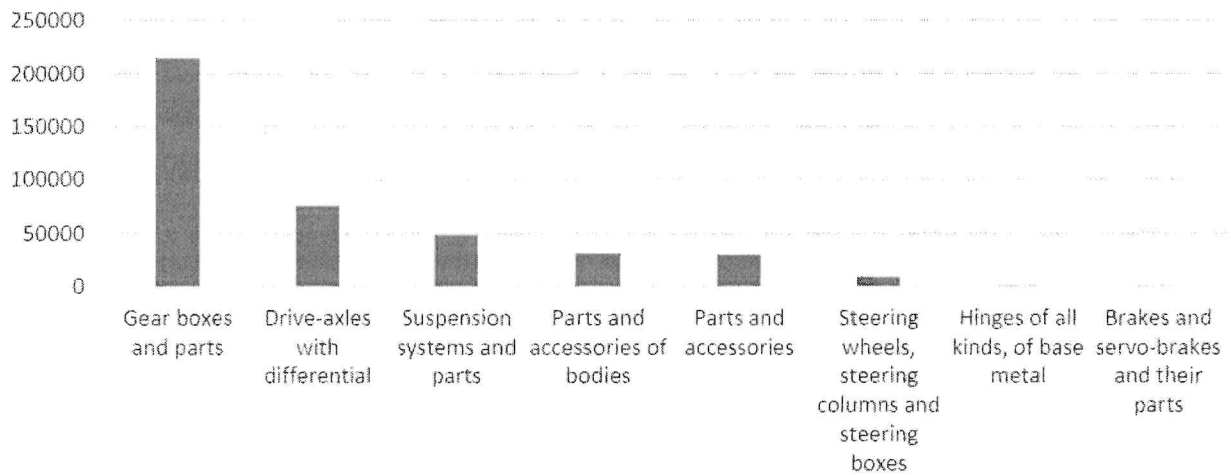 250000
200000
150000
100000
50000
0
Gear boxes
and parts
Drive-axles
with
differential
Suspension
systems and
parts
Parts and
accessories of
bodies
Parts and
accessories
Steering
wheels,
steering
columns and
steering
boxes
Hinges of all
kinds, of base
metal
Brakes and
servo-brakes
and their
parts